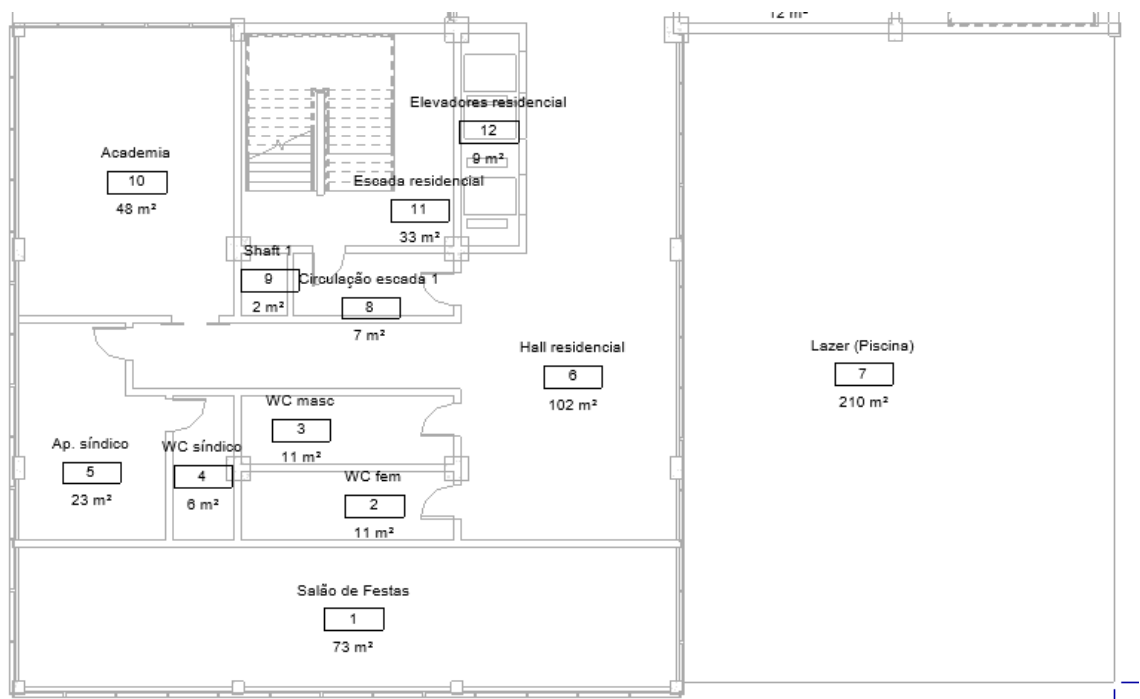 12 m²
Elevadores residencial
12
9 m²
Academia
10
48 m²
Escada residencial
11
33 m²
Shaft 1
9
2 m²
Circulação escada 1
8
7 m²
Hall residencial
6
102 m²
Lazer (Piscina)
7
210 m²
WC masc
3
11 m²
Ap. síndico
5
23 m²
WC síndico
4
6 m²
WC fem
2
11 m²
Salão de Festas
1
73 m²